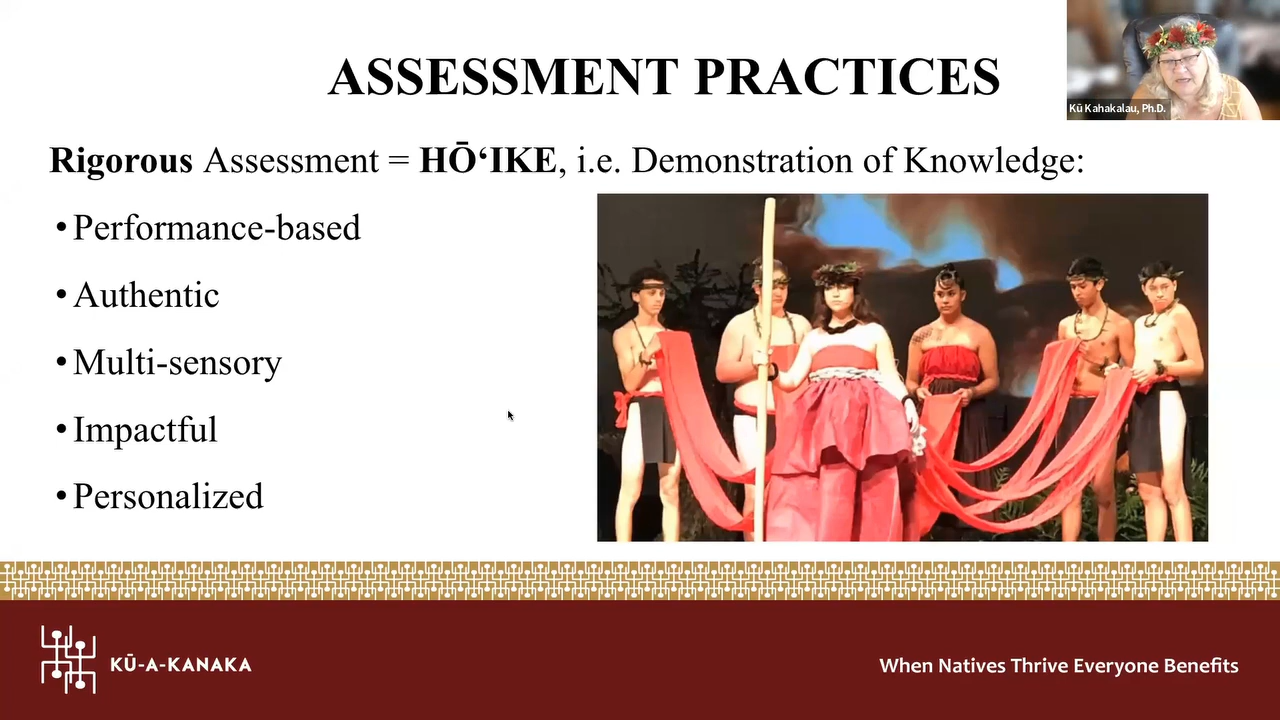 ASSESSMENT PRACTICES
Kū Kahakalau, Ph.D.
Rigorous Assessment = HŌʻIKE, i.e. Demonstration of Knowledge:
• Performance-based
• Authentic
• Multi-sensory
• Impactful
• Personalized
KŪ-A-KANAKA
When Natives Thrive Everyone Benefits